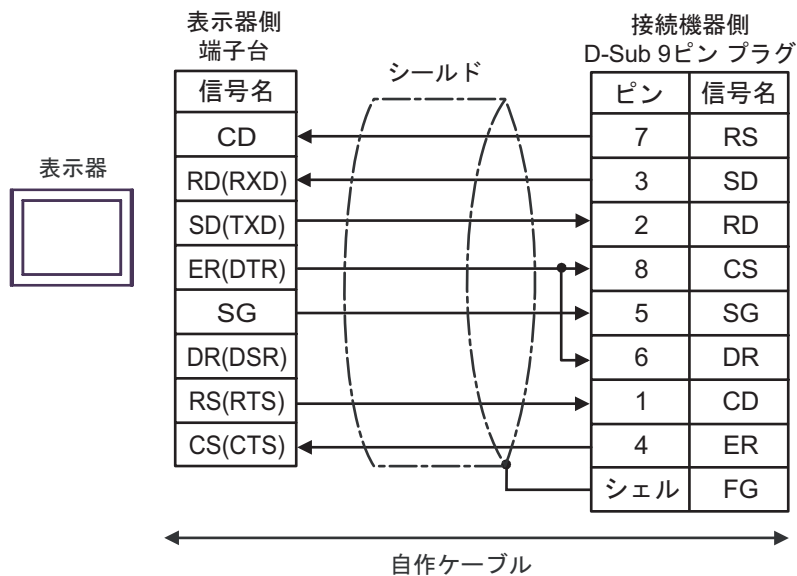 表示器側
端子台
接続機器側
D-Sub 9ピン プラグ
シールド
表示器
信号名
CD
RD(RXD)
SD(TXD)
ER(DTR)
SG
DR(DSR)
RS(RTS)
CS(CTS)
ピン 信号名
7 RS
3 SD
2 RD
8 CS
5 SG
6 DR
1 CD
4 ER
シェル FG
自作ケーブル